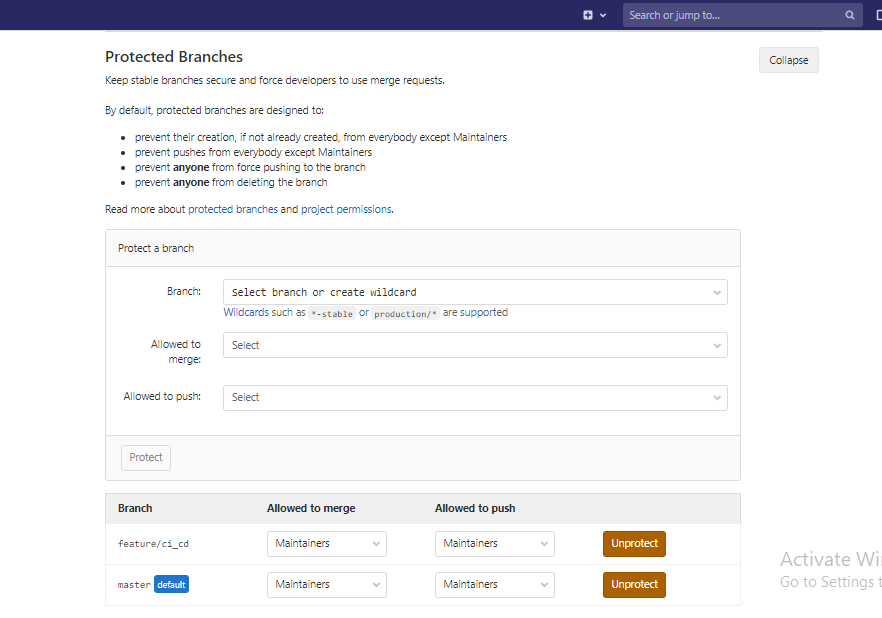 Search or jump to...
Protected Branches
Collapse
Keep stable branches secure and force developers to use merge requests.
By default, protected branches are designed to:
prevent their creation, if not already created, from everybody except Maintainers
prevent pushes from everybody except Maintainers
prevent anyone from force pushing to the branch
prevent anyone from deleting the branch
Read more about protected branches and project permissions.
Protect a branch
Branch: Select branch or create wildcard
Wildcards such as *-stable or production/* are supported
Allowed to merge: Select
Allowed to push: Select
Protect
Branch Allowed to merge Allowed to push
feature/ci_cd Maintainers Maintainers Unprotect
master default Maintainers Maintainers Unprotect
Activate
Go to Settings